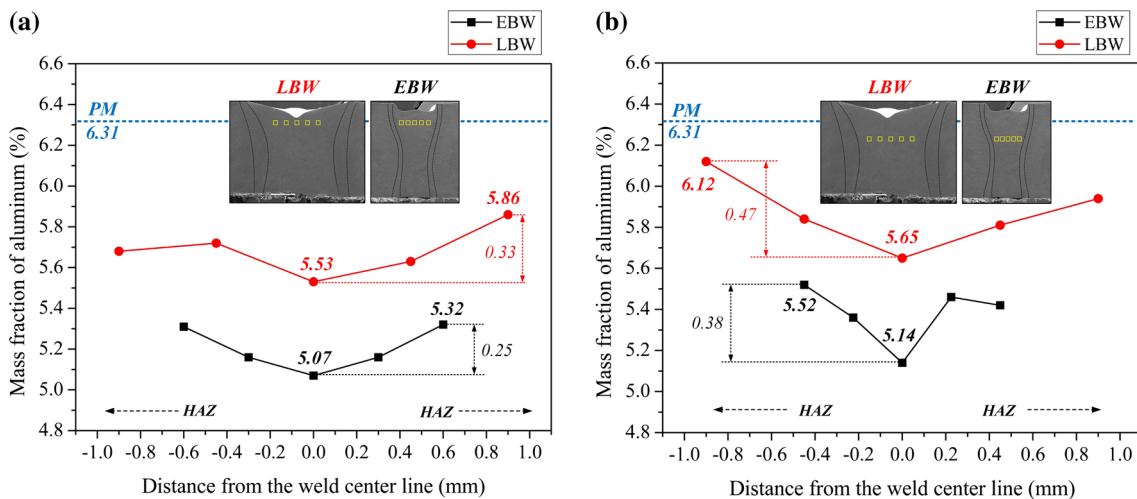 (a)
EBW
LBW
6.6
6.4
6.2
6.0
5.8
5.6
5.4
5.2
5.0
4.8
Mass fraction of aluminum (%)
PM
6.31
LBW
EBW
5.86
5.53
0.33
5.32
5.07
0.25
HAZ
HAZ
-1.0 -0.8 -0.6 -0.4 -0.2 0.0 0.2 0.4 0.6 0.8 1.0
Distance from the weld center line (mm)
(b)
EBW
LBW
6.6
6.4
6.2
6.0
5.8
5.6
5.4
5.2
5.0
4.8
Mass fraction of aluminum (%)
PM
6.31
LBW
EBW
6.12
0.47
5.65
5.52
0.38
5.14
HAZ
HAZ
-1.0 -0.8 -0.6 -0.4 -0.2 0.0 0.2 0.4 0.6 0.8 1.0
Distance from the weld center line (mm)